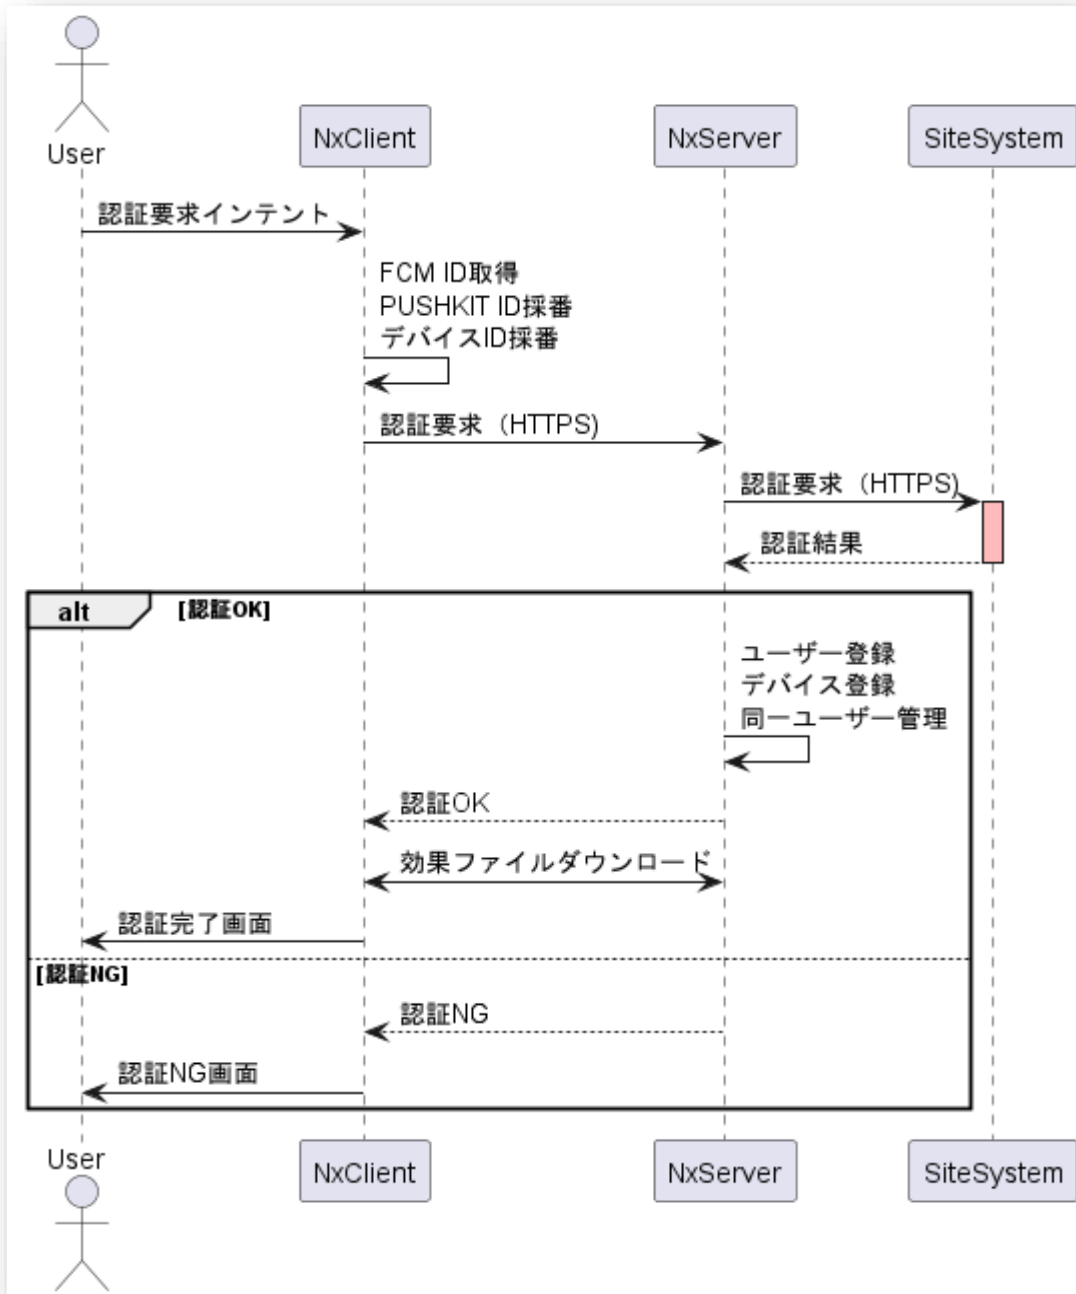 User
NxClient
NxServer
SiteSystem
認証要求インテント
FCM ID取得
PUSHKIT ID採番
デバイスID採番
認証要求（HTTPS)
認証要求（HTTPS)
認証結果
alt
[認証OK]
ユーザー登録
デバイス登録
同一ユーザー管理
認証OK
効果ファイルダウンロード
認証完了画面
[認証NG]
認証NG
認証NG画面
User
NxClient
NxServer
SiteSystem